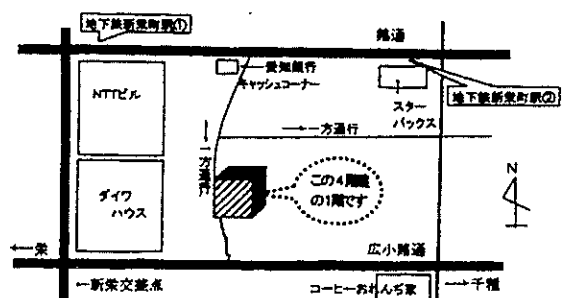 地下鉄新栄町駅①
錦通
愛知銀行
キャッシュコーナー
NTTビル
スター
バックス
地下鉄新栄町駅②
→一方通行
一方通行
この4階建
の1階です
ダイワ
ハウス
N
←栄
広小路通
←新栄交差点
コーヒーおれんぢ家
→千種